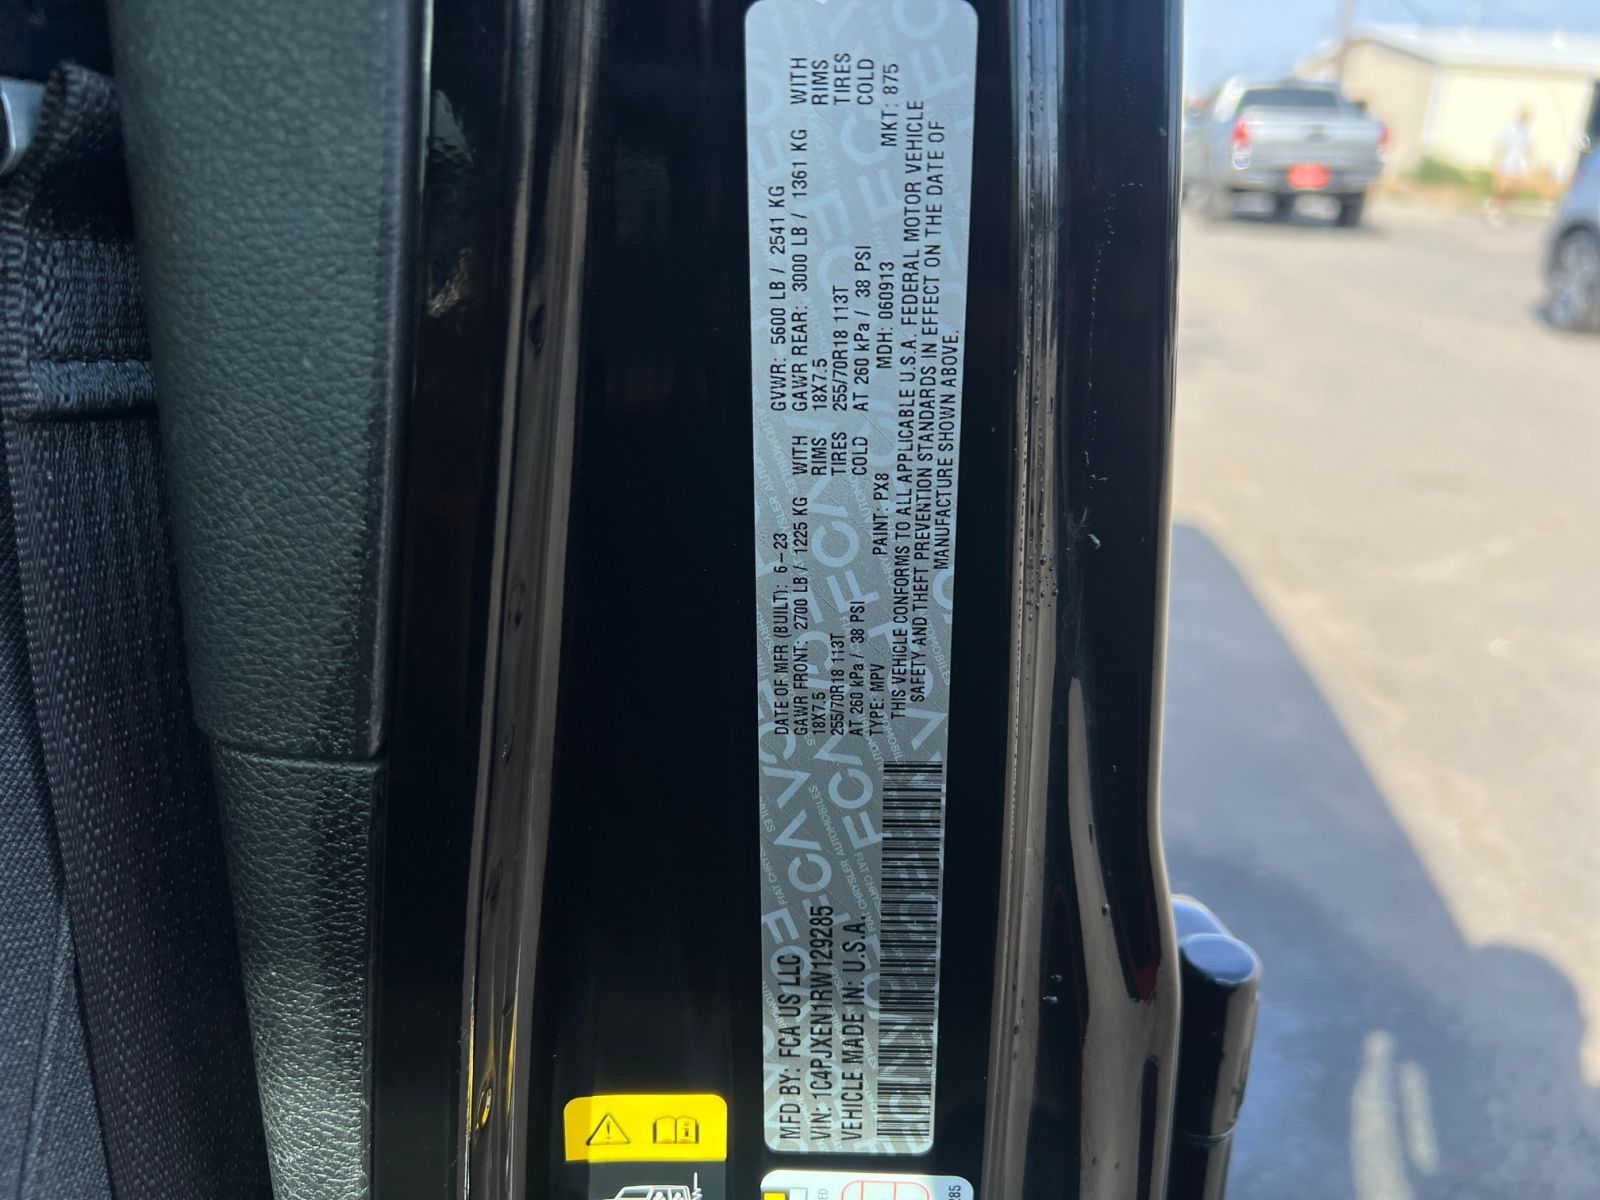 MFD BY: FCA US LLC
VIN: 1C4PJXEN1RW129285
VEHICLE MADE IN: U.S.A.
DATE OF MFR (BUILT): 6-23 GVWR: 5600 LB / 2541 KG
GAWR FRONT: 2700 LB / 1225 KG WITH GAWR REAR: 3000 LB / 1361 KG WITH
18X7.5 RIMS 18X7.5 RIMS
255/70R18 113T TIRES 255/70R18 113T TIRES
AT 260 kPa / 38 PSI COLD AT 260 kPa / 38 PSI COLD
TYPE: MPV PAINT: PX8 MDH: 060913 MKT: 875
THIS VEHICLE CONFORMS TO ALL APPLICABLE U.S.A. FEDERAL MOTOR VEHICLE
SAFETY AND THEFT PREVENTION STANDARDS IN EFFECT ON THE DATE OF
MANUFACTURE SHOWN ABOVE.